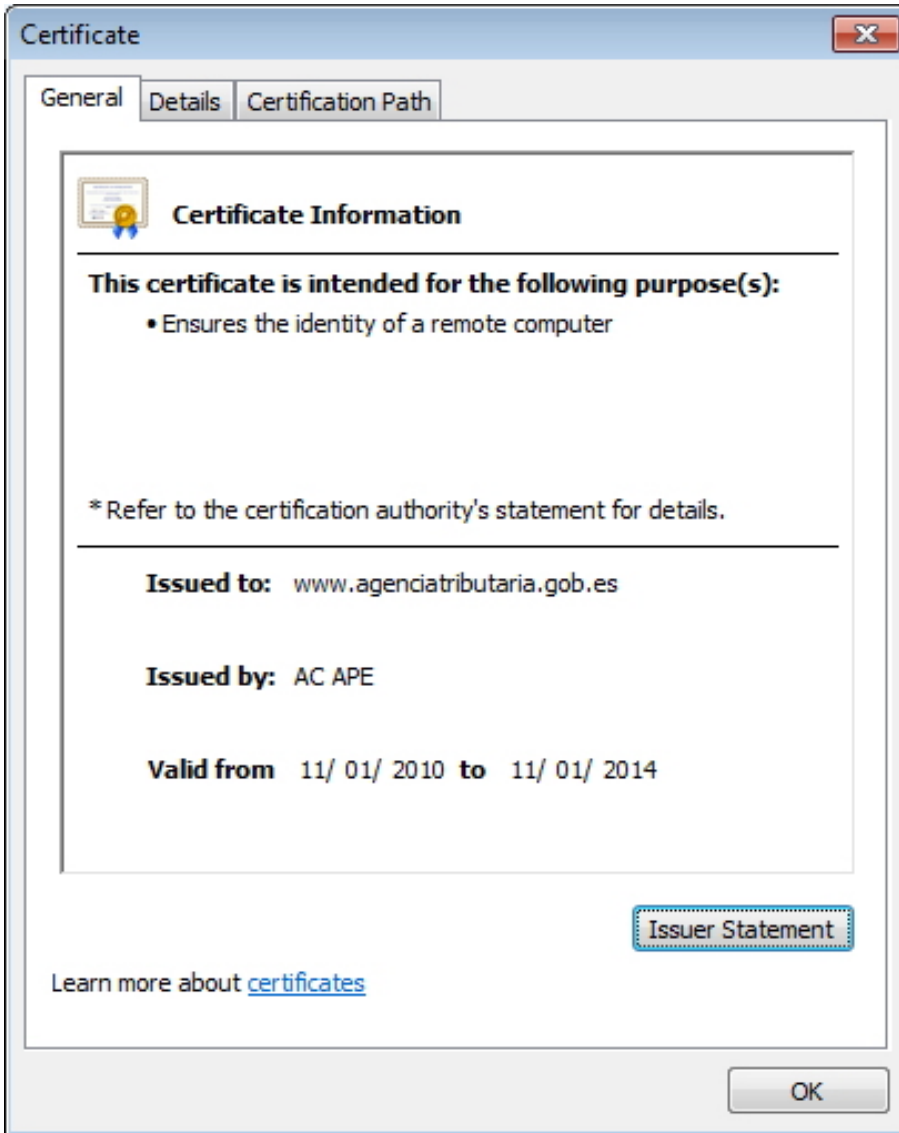 Certificate
General
Details
Certification Path
Certificate Information
This certificate is intended for the following purpose(s):
• Ensures the identity of a remote computer
* Refer to the certification authority's statement for details.
Issued to: www.agenciatributaria.gob.es
Issued by: AC APE
Valid from 11/ 01/ 2010 to 11/ 01/ 2014
Issuer Statement
Learn more about certificates
OK